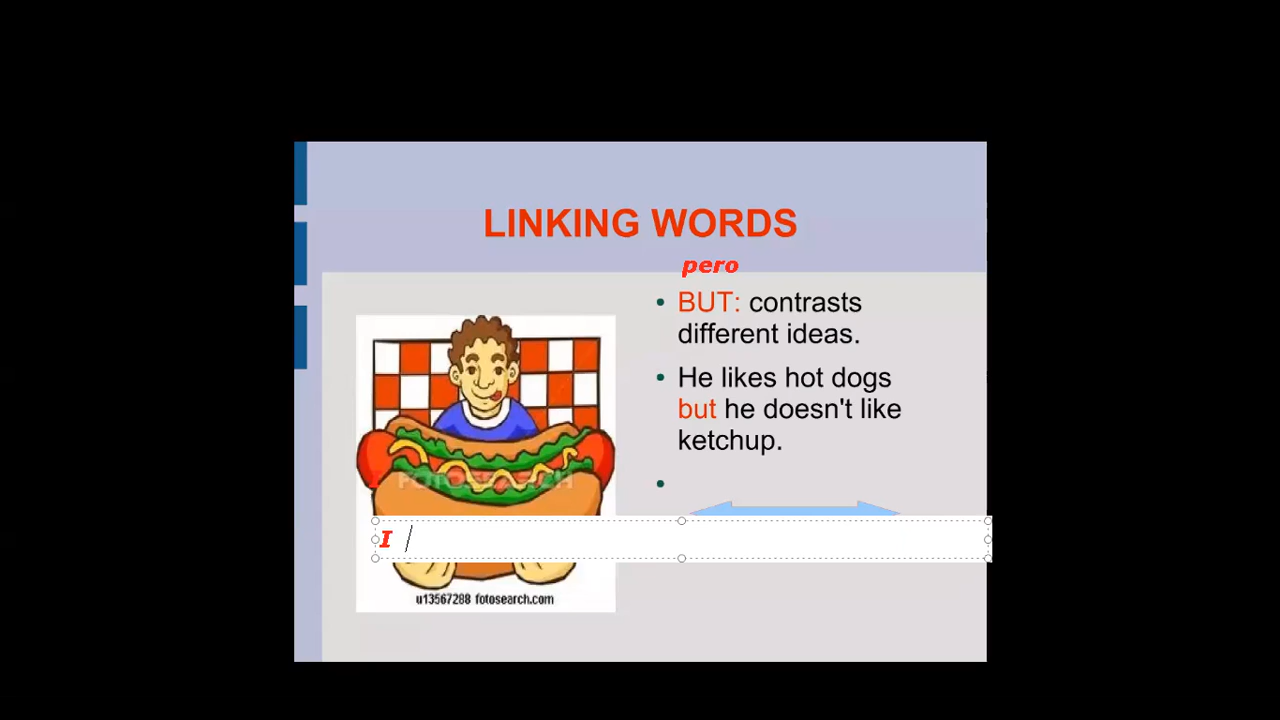 LINKING WORDS
pero
BUT: contrasts
different ideas.
He likes hot dogs
but he doesn't like
ketchup.
FOTOSEARCH
I
u13567288 fotosearch.com